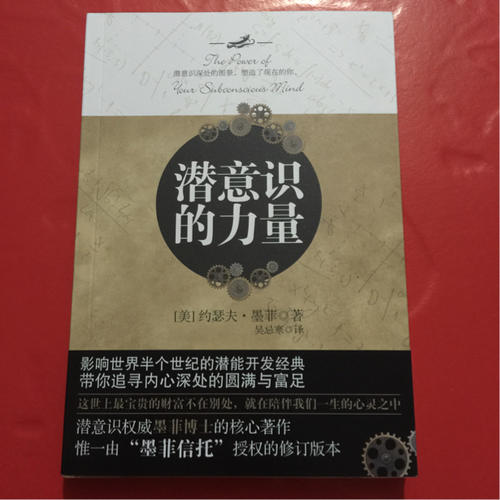 The Power of
潜意识深处的图景，塑造了现在的你。
Your Subconscious Mind
潜意识
的力量
[美] 约瑟夫·墨菲◎著
吴忌寒◎译
影响世界半个世纪的潜能开发经典
带你追寻内心深处的圆满与富足
这世上最宝贵的财富不在别处，就在陪伴我们一生的心灵之中
潜意识权威墨菲博士的核心著作
惟一由“墨菲信托”授权的修订版本